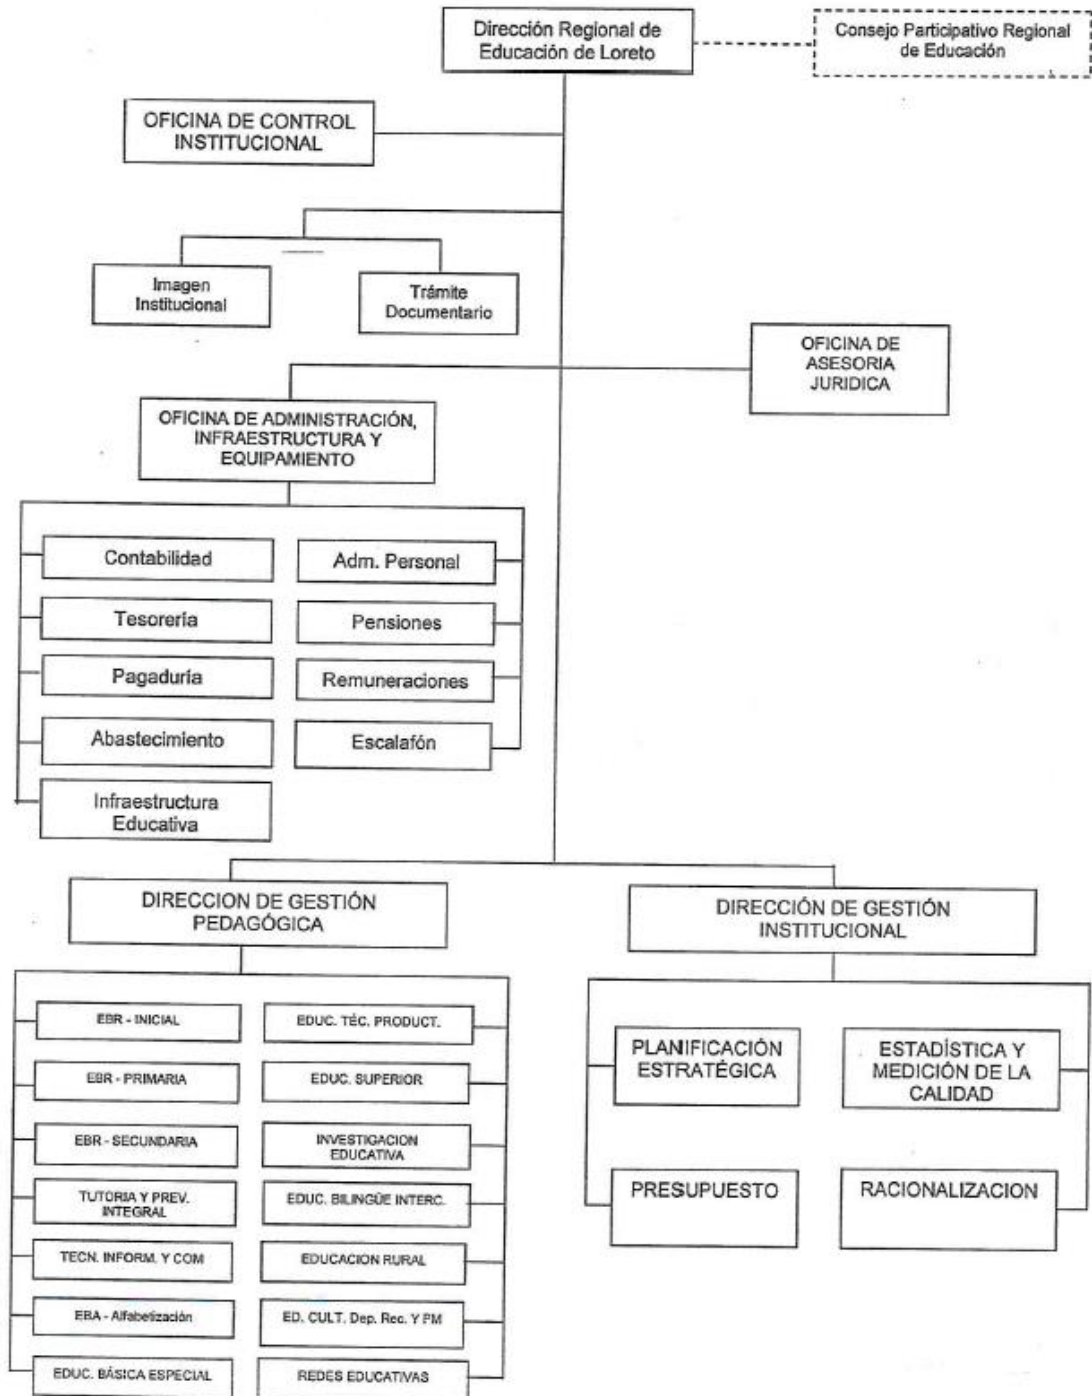 Dirección Regional de
Educación de Loreto
Consejo Participativo Regional
de Educación
OFICINA DE CONTROL
INSTITUCIONAL
Imagen
Institucional
Trámite
Documentario
OFICINA DE
ASESORIA
JURIDICA
OFICINA DE ADMINISTRACIÓN,
INFRAESTRUCTURA Y
EQUIPAMIENTO
Contabilidad
Adm. Personal
Tesorería
Pensiones
Pagaduría
Remuneraciones
Abastecimiento
Escalafón
Infraestructura
Educativa
DIRECCION DE GESTIÓN
PEDAGÓGICA
DIRECCIÓN DE GESTIÓN
INSTITUCIONAL
EBR - INICIAL
EDUC. TÉC. PRODUCT.
EBR - PRIMARIA
EDUC. SUPERIOR
EBR - SECUNDARIA
INVESTIGACION
EDUCATIVA
TUTORIA Y PREV.
INTEGRAL
EDUC. BILINGÜE INTERC.
TECN. INFORM. Y COM
EDUCACION RURAL
EBA - Alfabetización
ED. CULT. Dep. Rec. Y PM
EDUC. BÁSICA ESPECIAL
REDES EDUCATIVAS
PLANIFICACIÓN
ESTRATÉGICA
ESTADÍSTICA Y
MEDICIÓN DE LA
CALIDAD
PRESUPUESTO
RACIONALIZACION